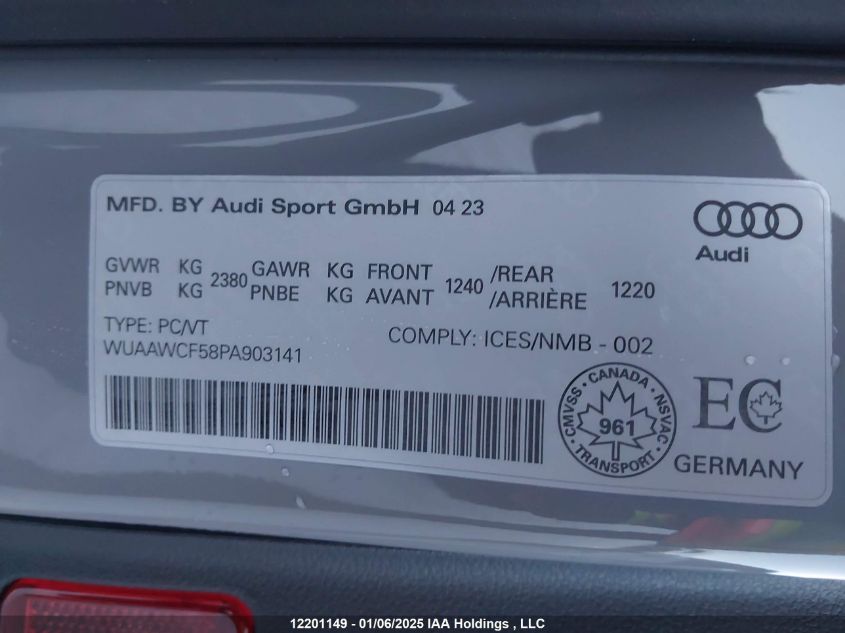 MFD. BY Audi Sport GmbH 04 23
Audi
GVWR KG 2380 GAWR KG FRONT 1240 /REAR 1220
PNVB KG PNBE KG AVANT /ARRIÈRE
TYPE: PC/VT
COMPLY: ICES/NMB - 002
WUAAWCF58PA903141
CANADA
CMVSS NSVAC
961
TRANSPORT
EC
GERMANY
12201149 - 01/06/2025 IAA Holdings , LLC